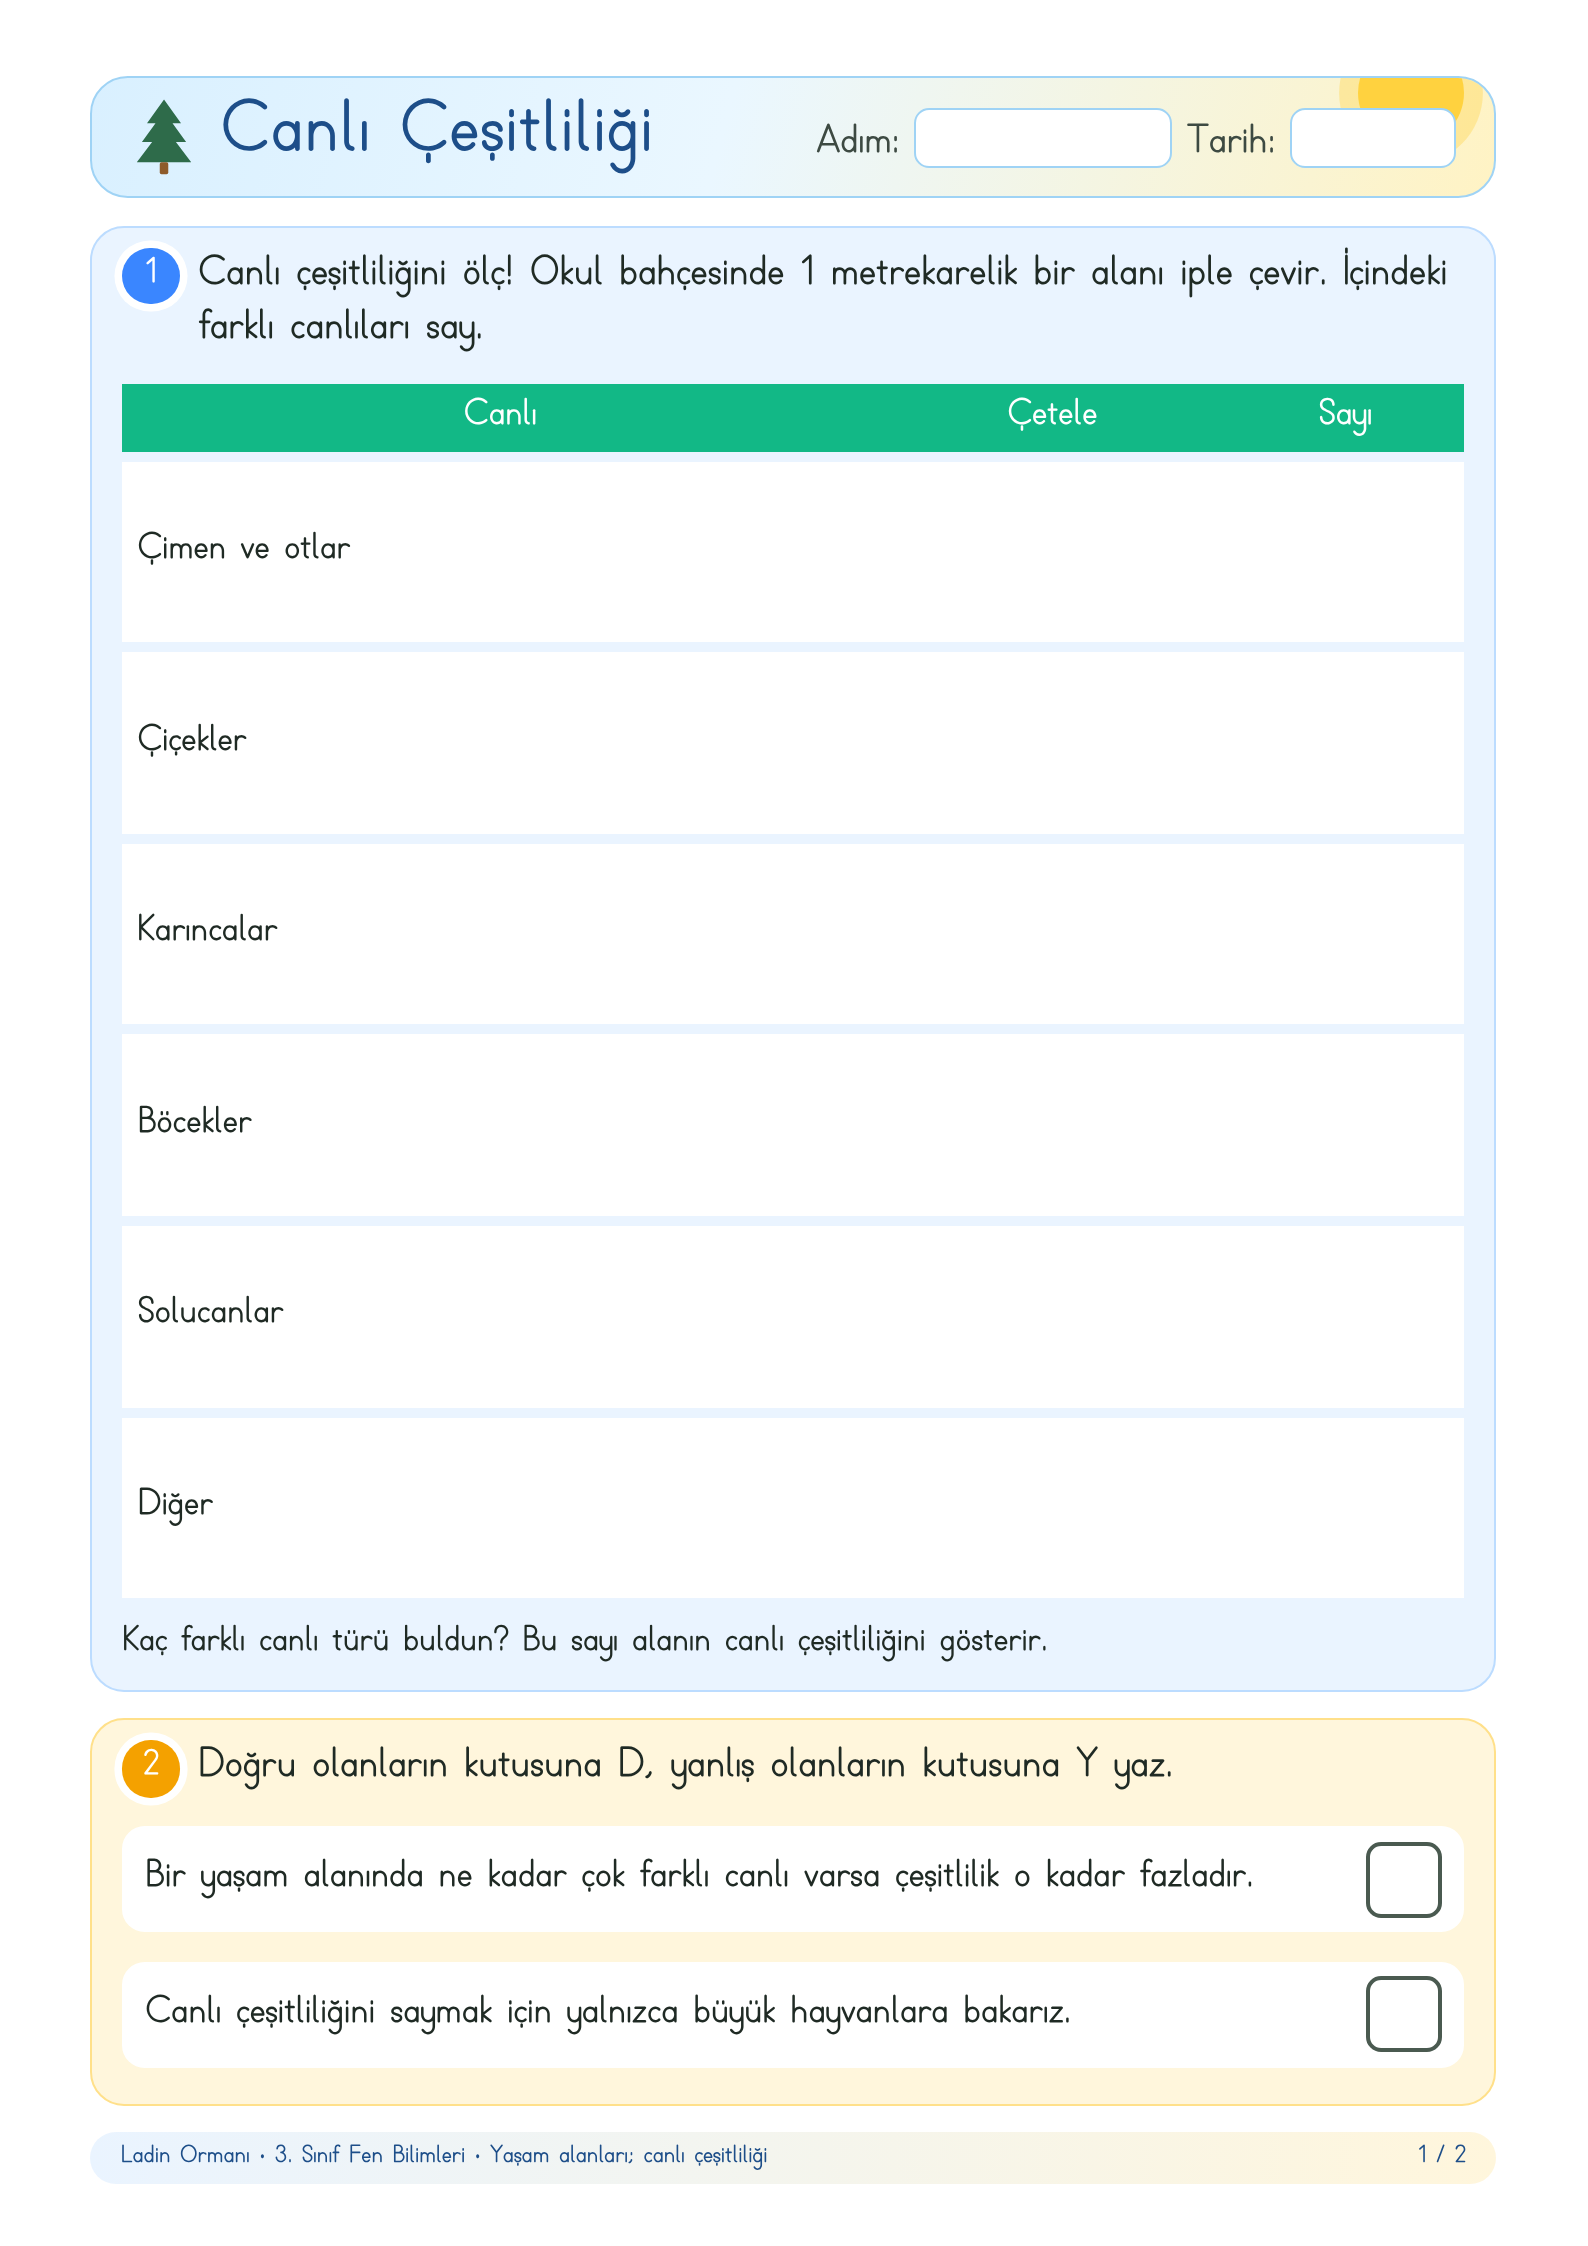 Canlı Çeşitliliği
Adım:
Tarih:
1
Canlı çeşitliliğini ölç! Okul bahçesinde 1 metrekarelik bir alanı iple çevir. İçindeki
farklı canlıları say.
Canlı Çetele Sayı
Çimen ve otlar
Çiçekler
Karıncalar
Böcekler
Solucanlar
Diğer
Kaç farklı canlı türü buldun? Bu sayı alanın canlı çeşitliliğini gösterir.
2
Doğru olanların kutusuna D, yanlış olanların kutusuna Y yaz.
Bir yaşam alanında ne kadar çok farklı canlı varsa çeşitlilik o kadar fazladır.
Canlı çeşitliliğini saymak için yalnızca büyük hayvanlara bakarız.
Ladin Ormanı • 3. Sınıf Fen Bilimleri • Yaşam alanları; canlı çeşitliliği
1 / 2